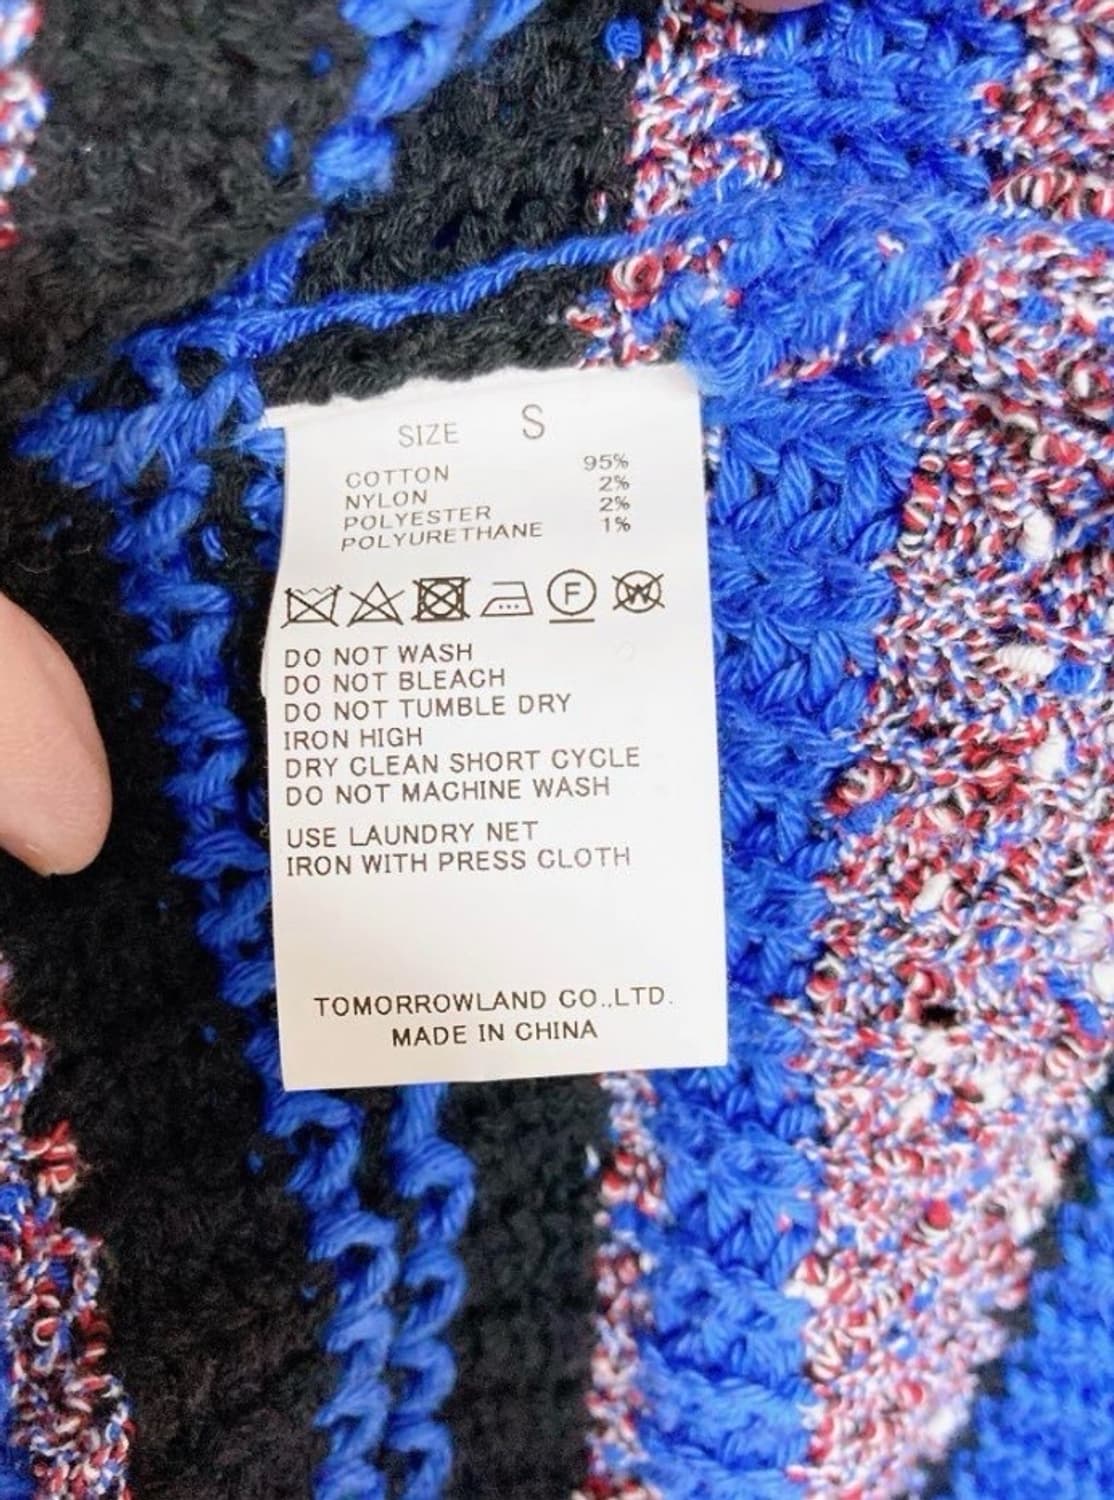 SIZE S
COTTON 95%
NYLON 2%
POLYESTER 2%
POLYURETHANE 1%
F W
DO NOT WASH
DO NOT BLEACH
DO NOT TUMBLE DRY
IRON HIGH
DRY CLEAN SHORT CYCLE
DO NOT MACHINE WASH
USE LAUNDRY NET
IRON WITH PRESS CLOTH
TOMORROWLAND CO.,LTD.
MADE IN CHINA